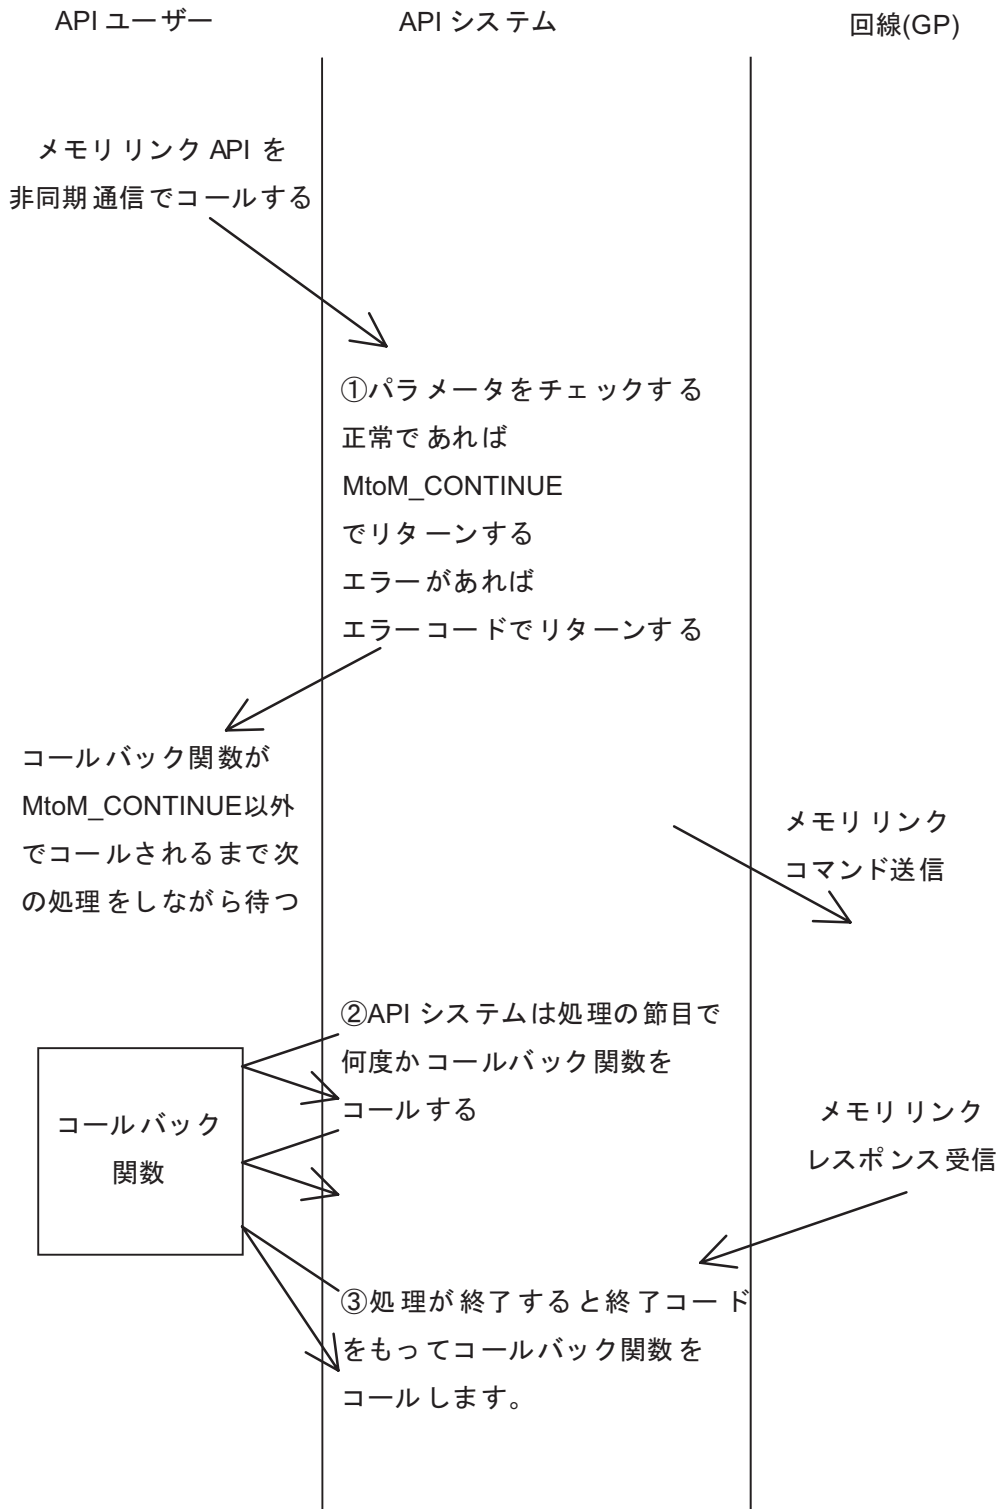 API ユーザー
API システム
回線(GP)
メモリリンク API を
非同期通信でコールする
①パラメータをチェックする
正常であれば
MtoM_CONTINUE
でリターンする
エラーがあれば
エラーコードでリターンする
コールバック関数が
MtoM_CONTINUE以外
でコールされるまで次
の処理をしながら待つ
メモリリンク
コマンド送信
②API システムは処理の節目で
何度かコールバック関数を
コールする
コールバック
関数
メモリリンク
レスポンス受信
③処理が終了すると終了コード
をもってコールバック関数を
コールします。